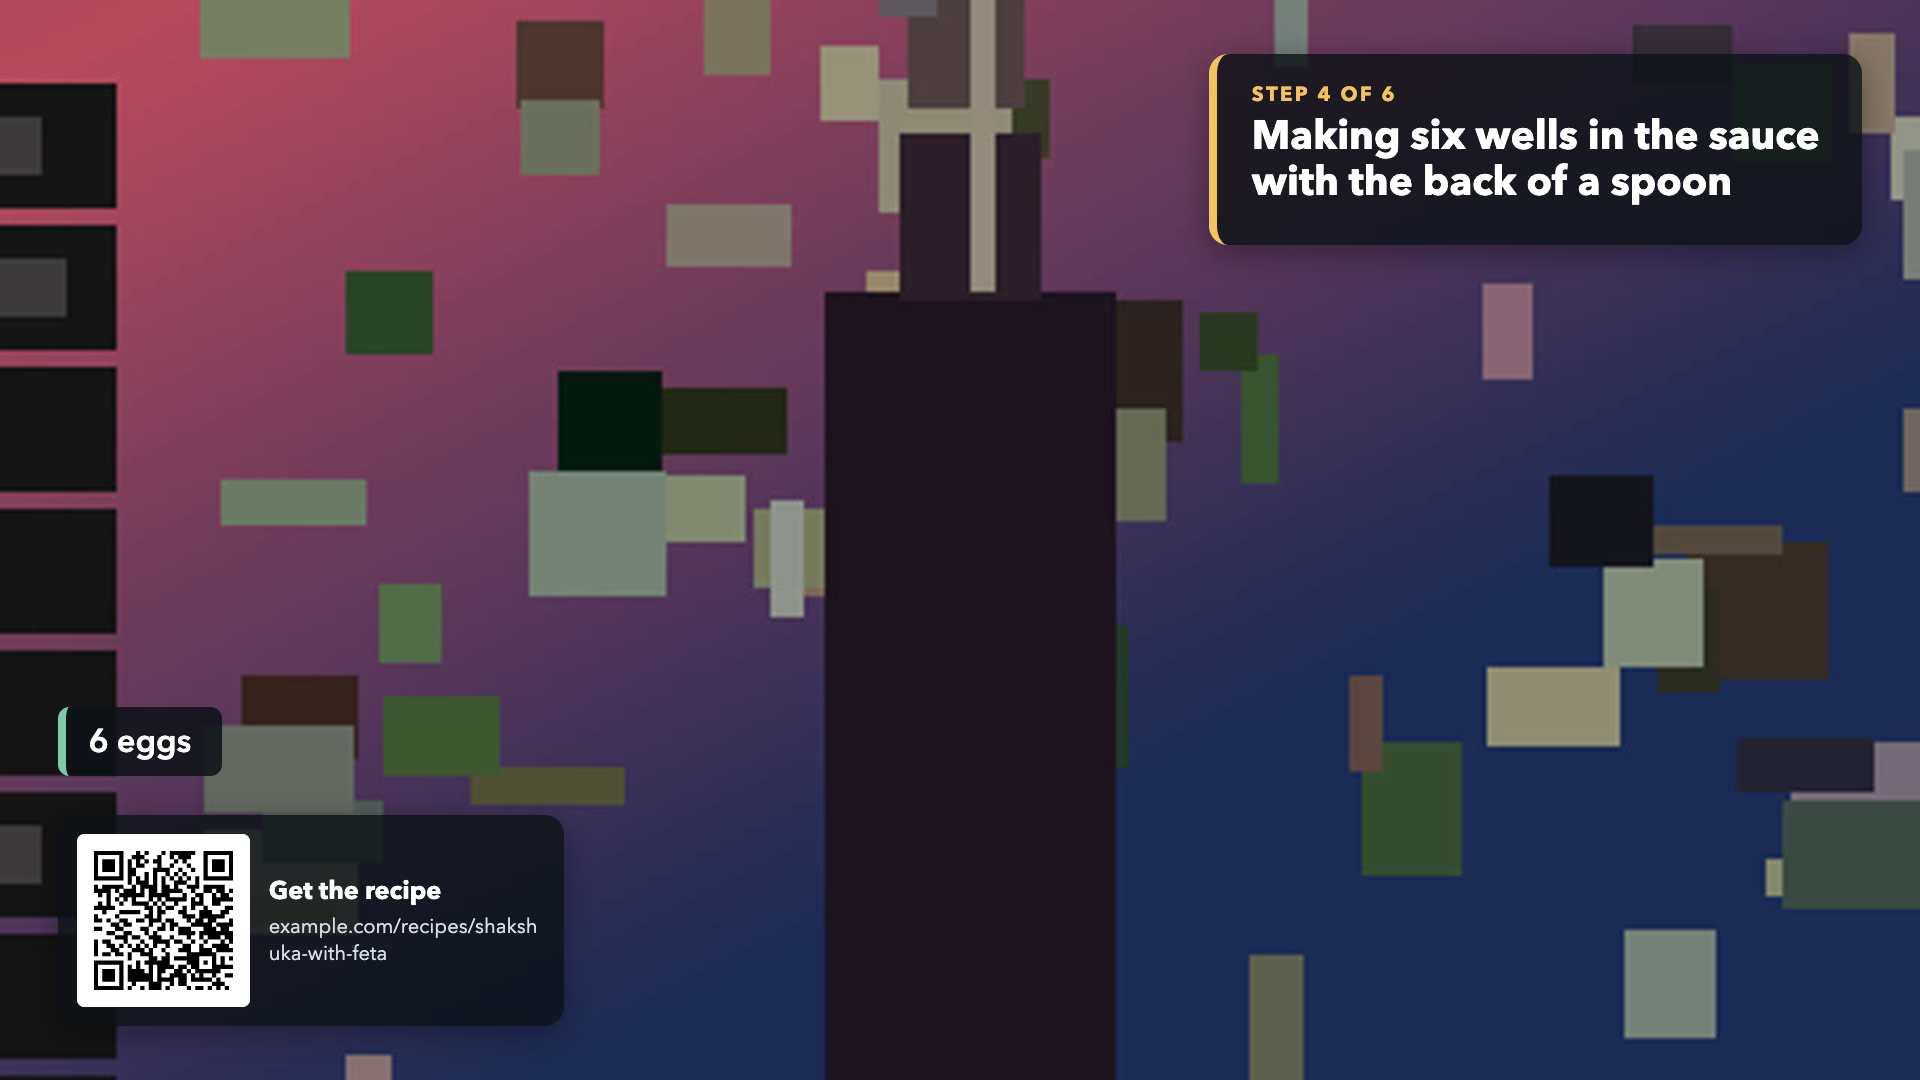 STEP 4 OF 6
Making six wells in the sauce
with the back of a spoon
6 eggs
Get the recipe
example.com/recipes/shaksh
uka-with-feta